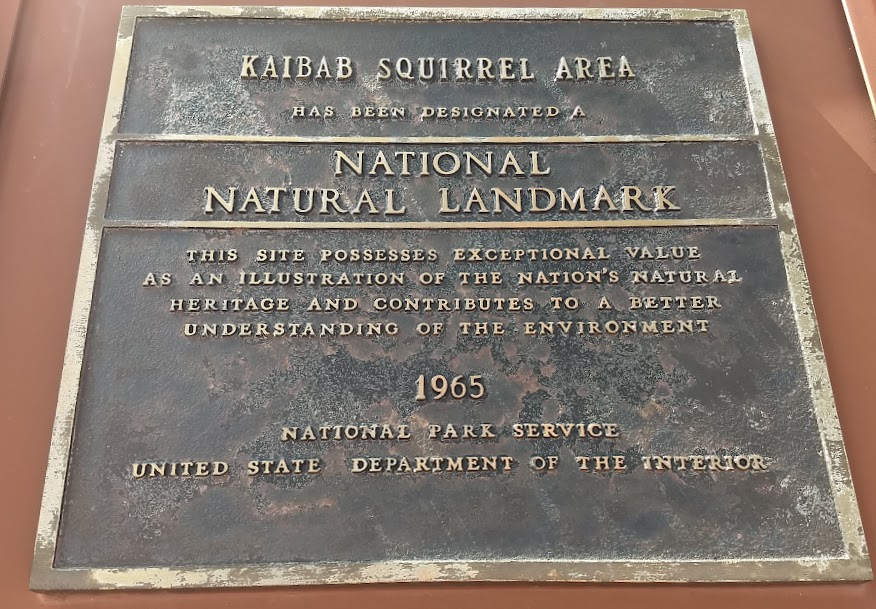 KAIBAB SQUIRREL AREA
HAS BEEN DESIGNATED A
NATIONAL
NATURAL LANDMARK
THIS SITE POSSESSES EXCEPTIONAL VALUE
AS AN ILLUSTRATION OF THE NATION'S NATURAL
HERITAGE AND CONTRIBUTES TO A BETTER
UNDERSTANDING OF THE ENVIRONMENT
1965
NATIONAL PARK SERVICE
UNITED STATE DEPARTMENT OF THE INTERIOR